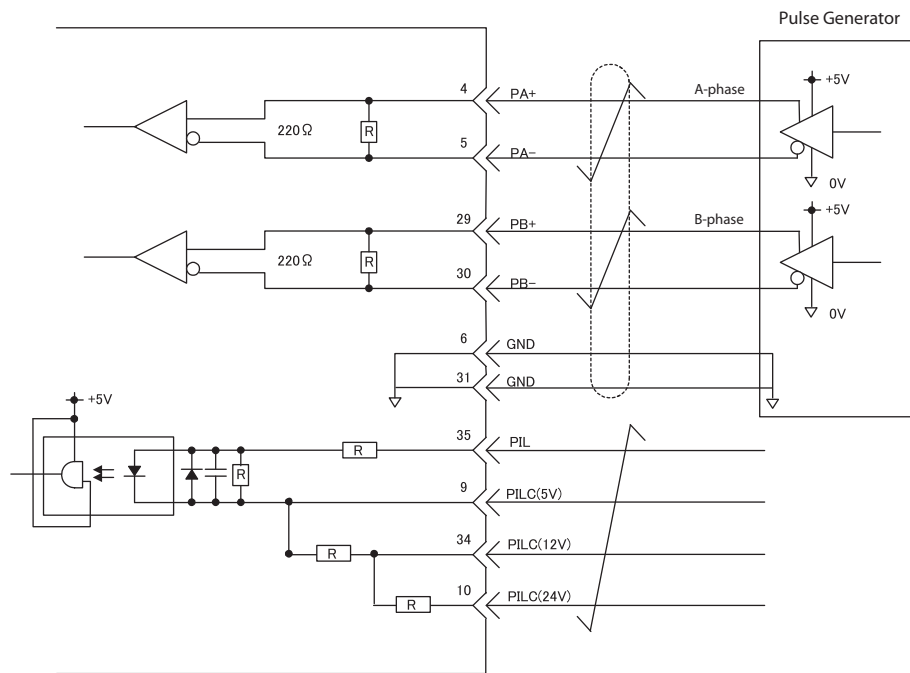 Pulse Generator
+5V
4
PA+
A-phase
220Ω
R
5
PA-
0V
+5V
29
PB+
B-phase
220Ω
R
30
PB-
0V
6
GND
31
GND
+5V
35
PIL
R
R
9
PILC(5V)
34
PILC(12V)
R
10
PILC(24V)
R